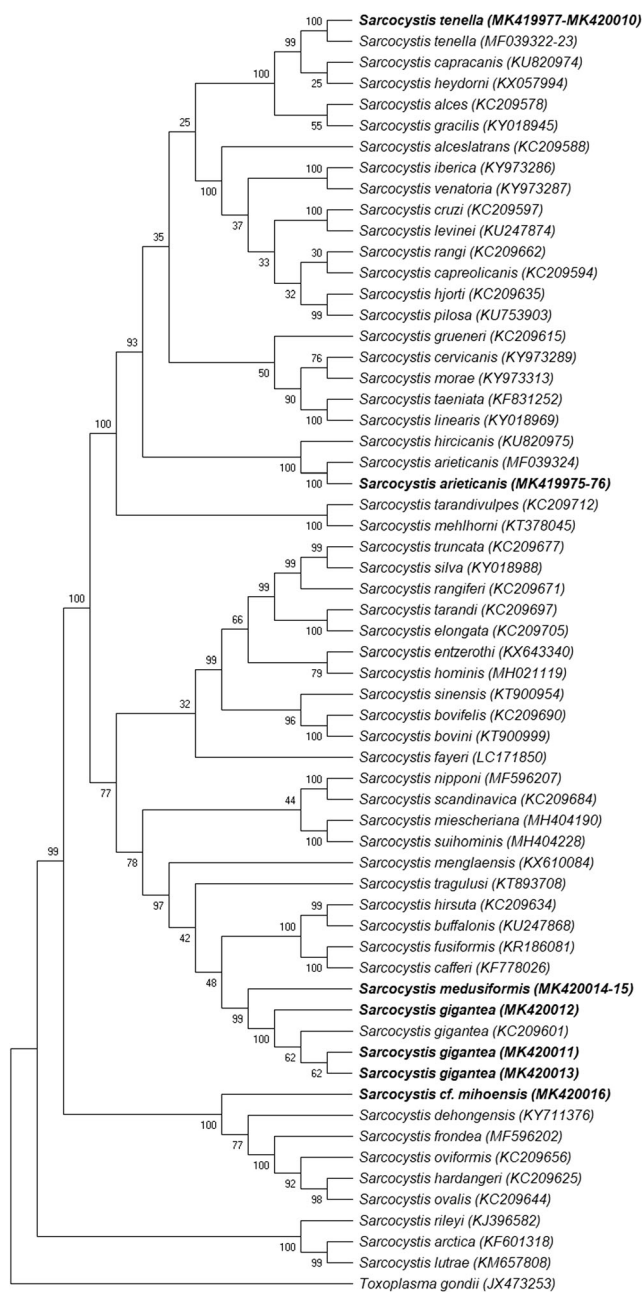 Sarcocystis tenella (MK419977-MK420010)
100
Sarcocystis tenella (MF039322-23)
99
Sarcocystis capracanis (KU820974)
100
Sarcocystis heydorni (KX057994)
25
Sarcocystis alces (KC209578)
25
Sarcocystis gracilis (KY018945)
55
Sarcocystis alceslatrans (KC209588)
Sarcocystis iberica (KY973286)
100
100
Sarcocystis venatoria (KY973287)
Sarcocystis cruzi (KC209597)
100
37
Sarcocystis levinei (KU247874)
35
Sarcocystis rangi (KC209662)
30
33
Sarcocystis capreolicanis (KC209594)
Sarcocystis hjorti (KC209635)
32
Sarcocystis pilosa (KU753903)
99
Sarcocystis grueneri (KC209615)
93
Sarcocystis cervicanis (KY973289)
76
50
Sarcocystis morae (KY973313)
Sarcocystis taeniata (KF831252)
90
Sarcocystis linearis (KY018969)
100
100
Sarcocystis hircicanis (KU820975)
Sarcocystis arieticanis (MF039324)
100
Sarcocystis arieticanis (MK419975-76)
100
Sarcocystis tarandivulpes (KC209712)
Sarcocystis mehlhorni (KT378045)
100
Sarcocystis truncata (KC209677)
99
Sarcocystis silva (KY018988)
99
Sarcocystis rangiferi (KC209671)
99
100
Sarcocystis tarandi (KC209697)
66
Sarcocystis elongata (KC209705)
100
Sarcocystis entzerothi (KX643340)
99
Sarcocystis hominis (MH021119)
79
Sarcocystis sinensis (KT900954)
32
Sarcocystis bovifelis (KC209690)
96
Sarcocystis bovini (KT900999)
100
Sarcocystis fayeri (LC171850)
Sarcocystis nipponi (MF596207)
100
77
44
Sarcocystis scandinavica (KC209684)
Sarcocystis miescheriana (MH404190)
Sarcocystis suihominis (MH404228)
100
99
78
Sarcocystis menglaensis (KX610084)
Sarcocystis tragulusi (KT893708)
97
Sarcocystis hirsuta (KC209634)
99
Sarcocystis buffalonis (KU247868)
100
42
Sarcocystis fusiformis (KR186081)
Sarcocystis cafferi (KF778026)
100
48
Sarcocystis medusiformis (MK420014-15)
Sarcocystis gigantea (MK420012)
99
Sarcocystis gigantea (KC209601)
100
Sarcocystis gigantea (MK420011)
62
Sarcocystis gigantea (MK420013)
62
Sarcocystis cf. mihoensis (MK420016)
Sarcocystis dehongensis (KY711376)
100
Sarcocystis frondea (MF596202)
77
Sarcocystis oviformis (KC209656)
100
Sarcocystis hardangeri (KC209625)
92
Sarcocystis ovalis (KC209644)
98
Sarcocystis rileyi (KJ396582)
Sarcocystis arctica (KF601318)
100
Sarcocystis lutrae (KM657808)
99
Toxoplasma gondii (JX473253)